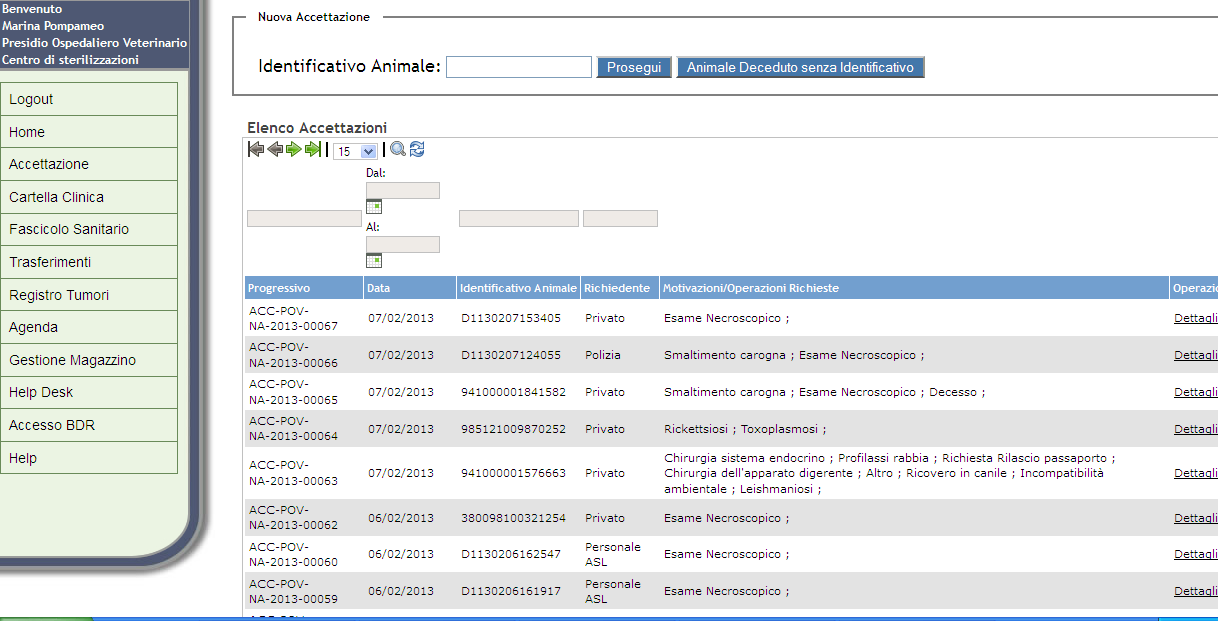 Benvenuto
Marina Pompameo
Presidio Ospedaliero Veterinario
Centro di sterilizzazioni
Logout
Home
Accettazione
Cartella Clinica
Fascicolo Sanitario
Trasferimenti
Registro Tumori
Agenda
Gestione Magazzino
Help Desk
Accesso BDR
Help
Nuova Accettazione
Identificativo Animale: Prosegui Animale Deceduto senza Identificativo
Elenco Accettazioni
15
Dal:
Al:
Progressivo Data Identificativo Animale Richiedente Motivazioni/Operazioni Richieste Operazio
ACC-POV-
NA-2013-00067 07/02/2013 D1130207153405 Privato Esame Necroscopico ; Dettagli
ACC-POV-
NA-2013-00066 07/02/2013 D1130207124055 Polizia Smaltimento carogna ; Esame Necroscopico ; Dettagli
ACC-POV-
NA-2013-00065 07/02/2013 941000001841582 Privato Smaltimento carogna ; Esame Necroscopico ; Decesso ; Dettagli
ACC-POV-
NA-2013-00064 07/02/2013 985121009870252 Privato Rickettsiosi ; Toxoplasmosi ; Dettagli
ACC-POV-
NA-2013-00063 07/02/2013 941000001576663 Privato Chirurgia sistema endocrino ; Profilassi rabbia ; Richiesta Rilascio passaporto ;
Chirurgia dell'apparato digerente ; Altro ; Ricovero in canile ; Incompatibilità
ambientale ; Leishmaniosi ; Dettagli
ACC-POV-
NA-2013-00062 06/02/2013 380098100321254 Privato Esame Necroscopico ; Dettagli
ACC-POV-
NA-2013-00060 06/02/2013 D1130206162547 Personale
ASL Esame Necroscopico ; Dettagli
ACC-POV-
NA-2013-00059 06/02/2013 D1130206161917 Personale
ASL Esame Necroscopico ; Dettagli